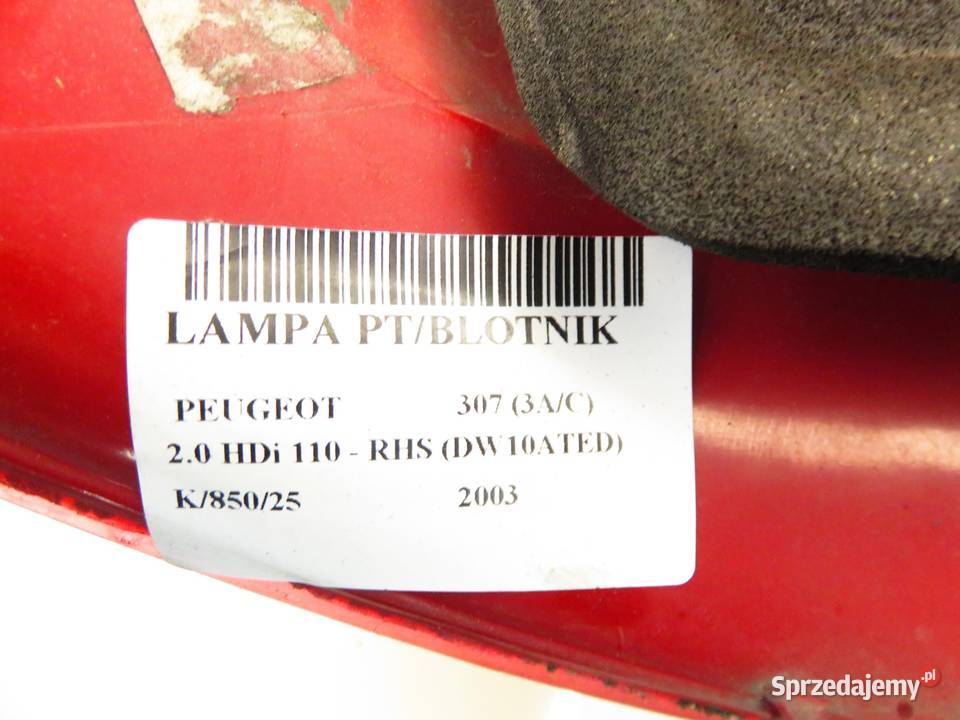 LAMPA PT/BLOTNIK
PEUGEOT 307 (3A/C)
2.0 HDi 110 - RHS (DW10ATED)
K/850/25 2003
Sprzedajemy.pl